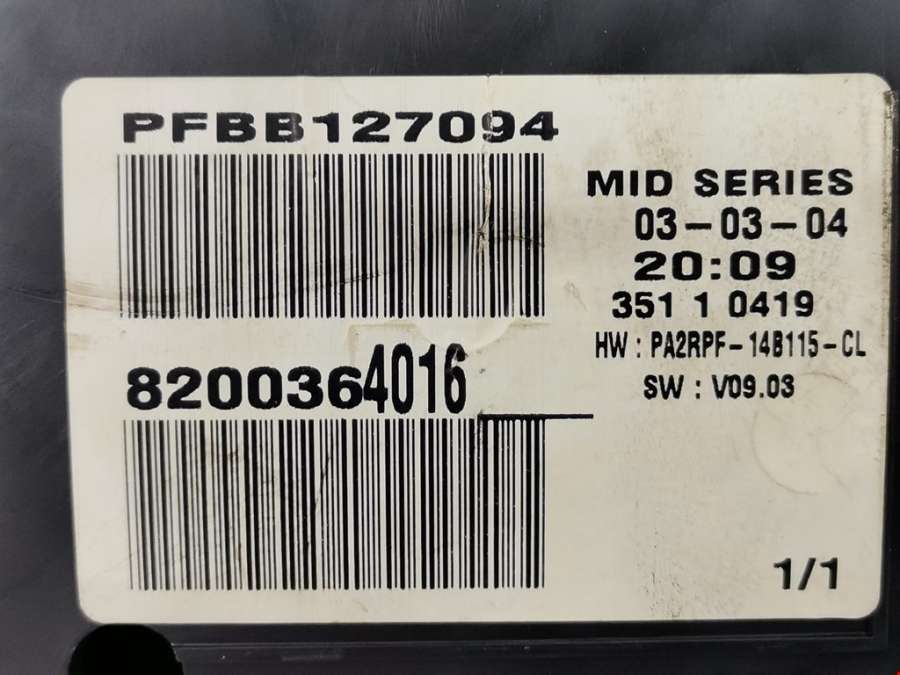 PFBB127094
MID SERIES
03-03-04
20:09
351 1 0419
HW : PA2RPF-14B115-CL
SW : V09.03
8200364016
1/1